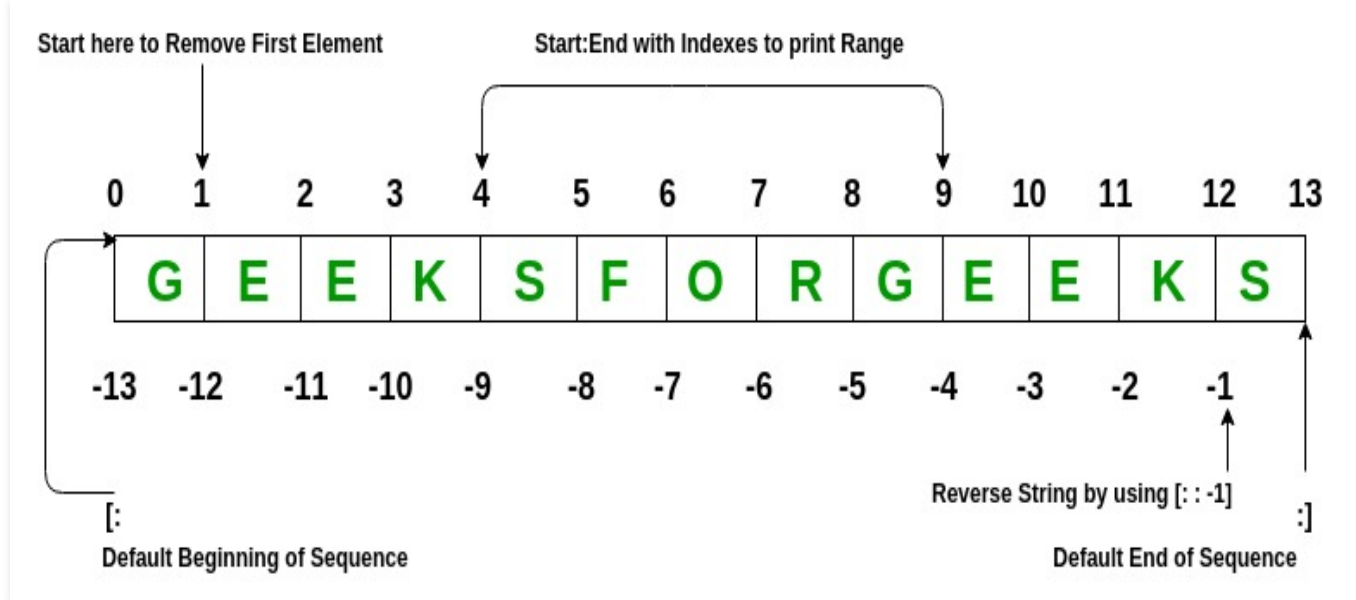 Start here to Remove First Element
Start:End with Indexes to print Range
0 1 2 3 4 5 6 7 8 9 10 11 12 13
G E E K S F O R G E E K S
-13 -12 -11 -10 -9 -8 -7 -6 -5 -4 -3 -2 -1
Reverse String by using [: : -1]
[:
:]
Default Beginning of Sequence
Default End of Sequence